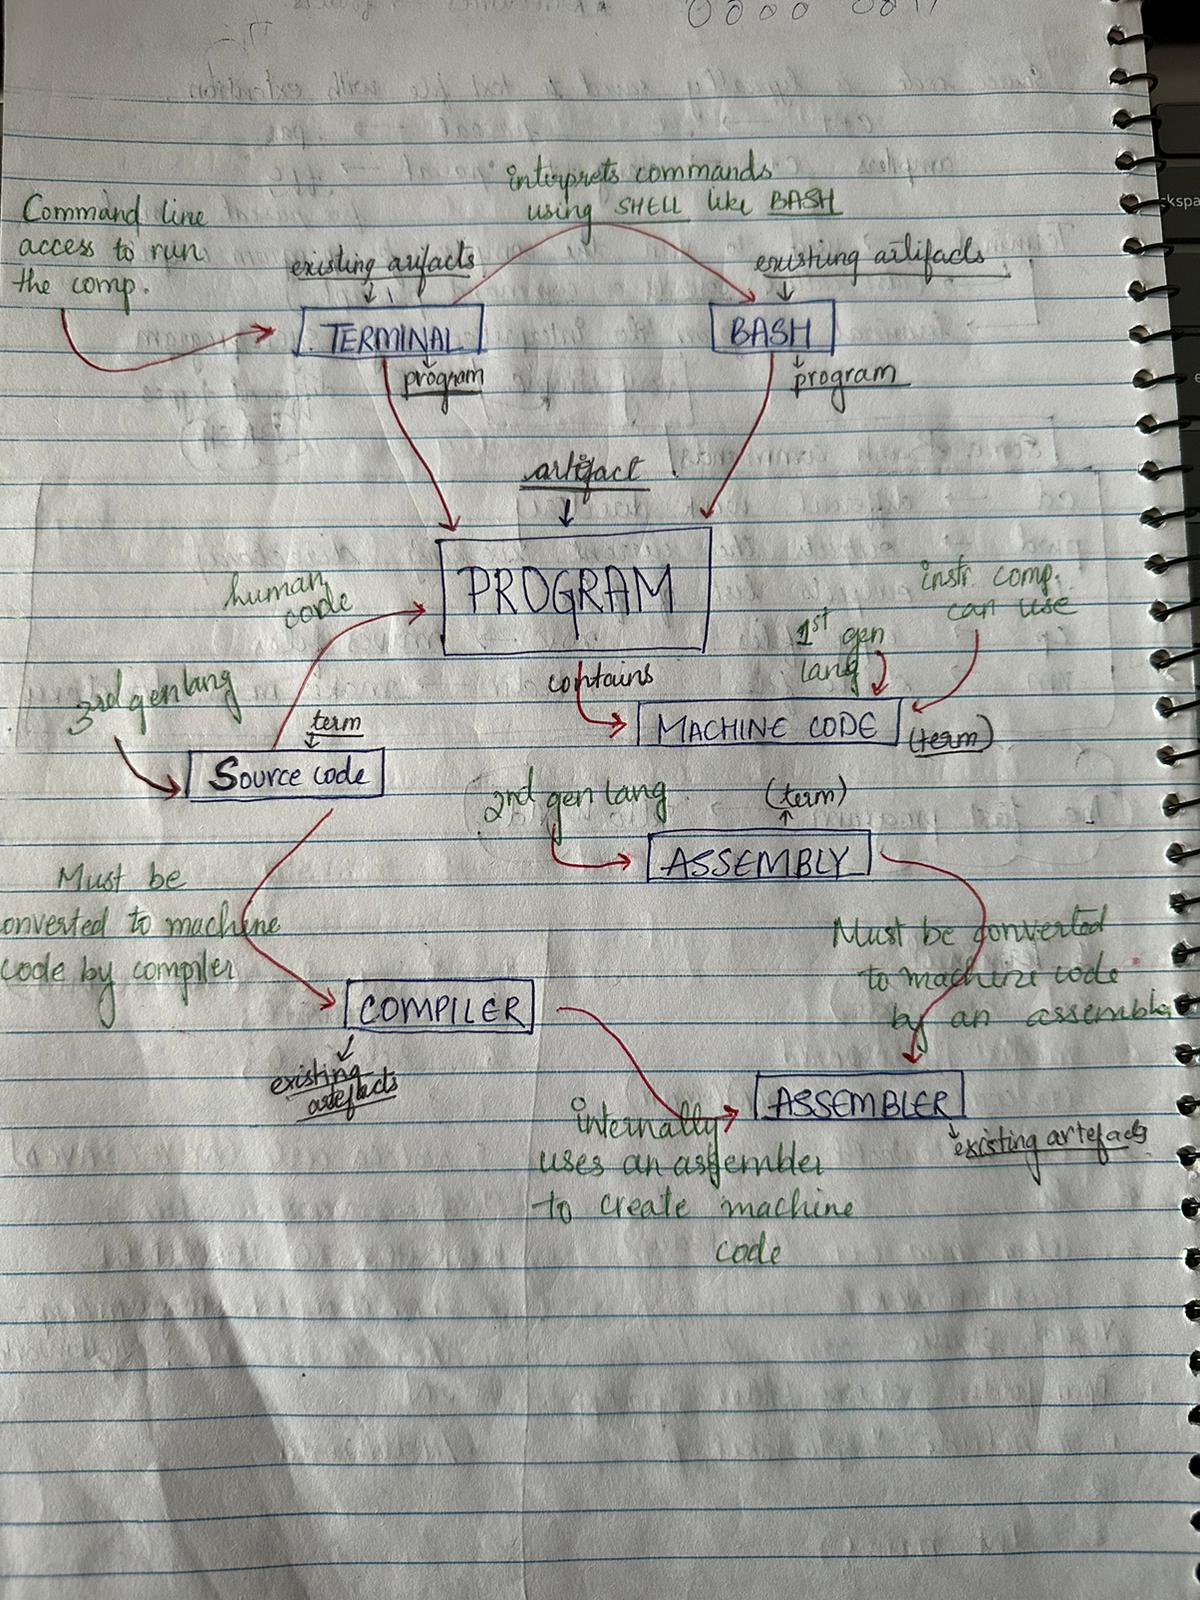 interprets commands
using SHELL like BASH
Command line
access to run
the comp.
existing arifacts
existing artifacts
TERMINAL
BASH
program
program
artifact
PROGRAM
human
code
instr. comp.
can use
1st gen
lang
contains
3rd gen lang
term
MACHINE CODE
(term)
Source code
2nd gen lang
(term)
ASSEMBLY
Must be
onverted to machine
code by compiler
Must be converted
to machine code
by an assemble
COMPILER
existing
artefacts
ASSEMBLER
existing artefacts
internally
uses an assembler
to create machine
code